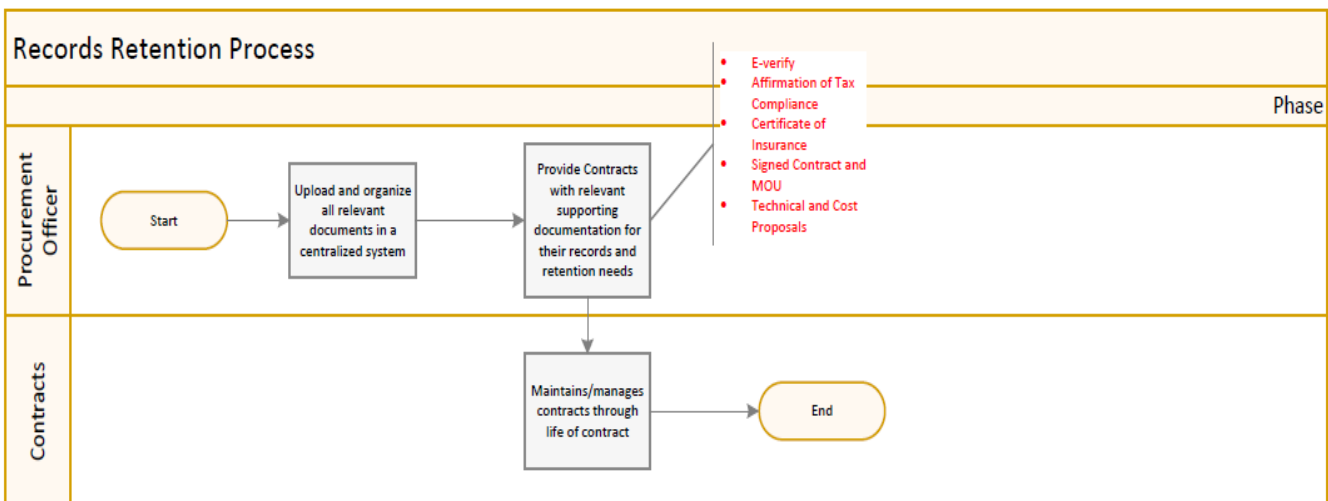 Records Retention Process
Phase
Procurement
Officer
Start
Upload and organize
all relevant
documents in a
centralized system
Provide Contracts
with relevant
supporting
documentation for
their records and
retention needs
• E-verify
• Affirmation of Tax
Compliance
• Certificate of
Insurance
• Signed Contract and
MOU
• Technical and Cost
Proposals
Contracts
Maintains/manages
contracts through
life of contract
End